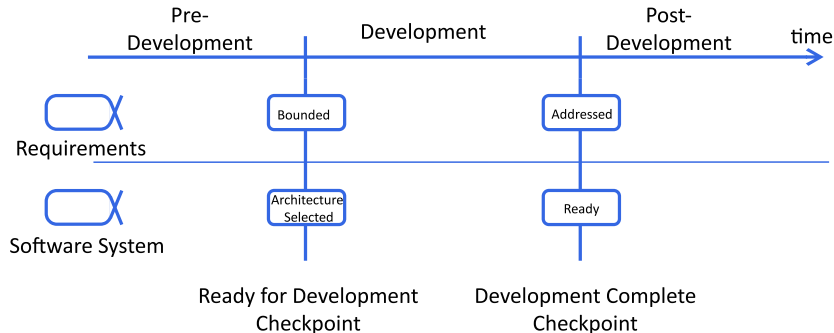 Pre-
Development
Development
Post-
Development
time
Bounded
Addressed
Requirements
Architecture
Selected
Ready
Software System
Ready for Development
Checkpoint
Development Complete
Checkpoint